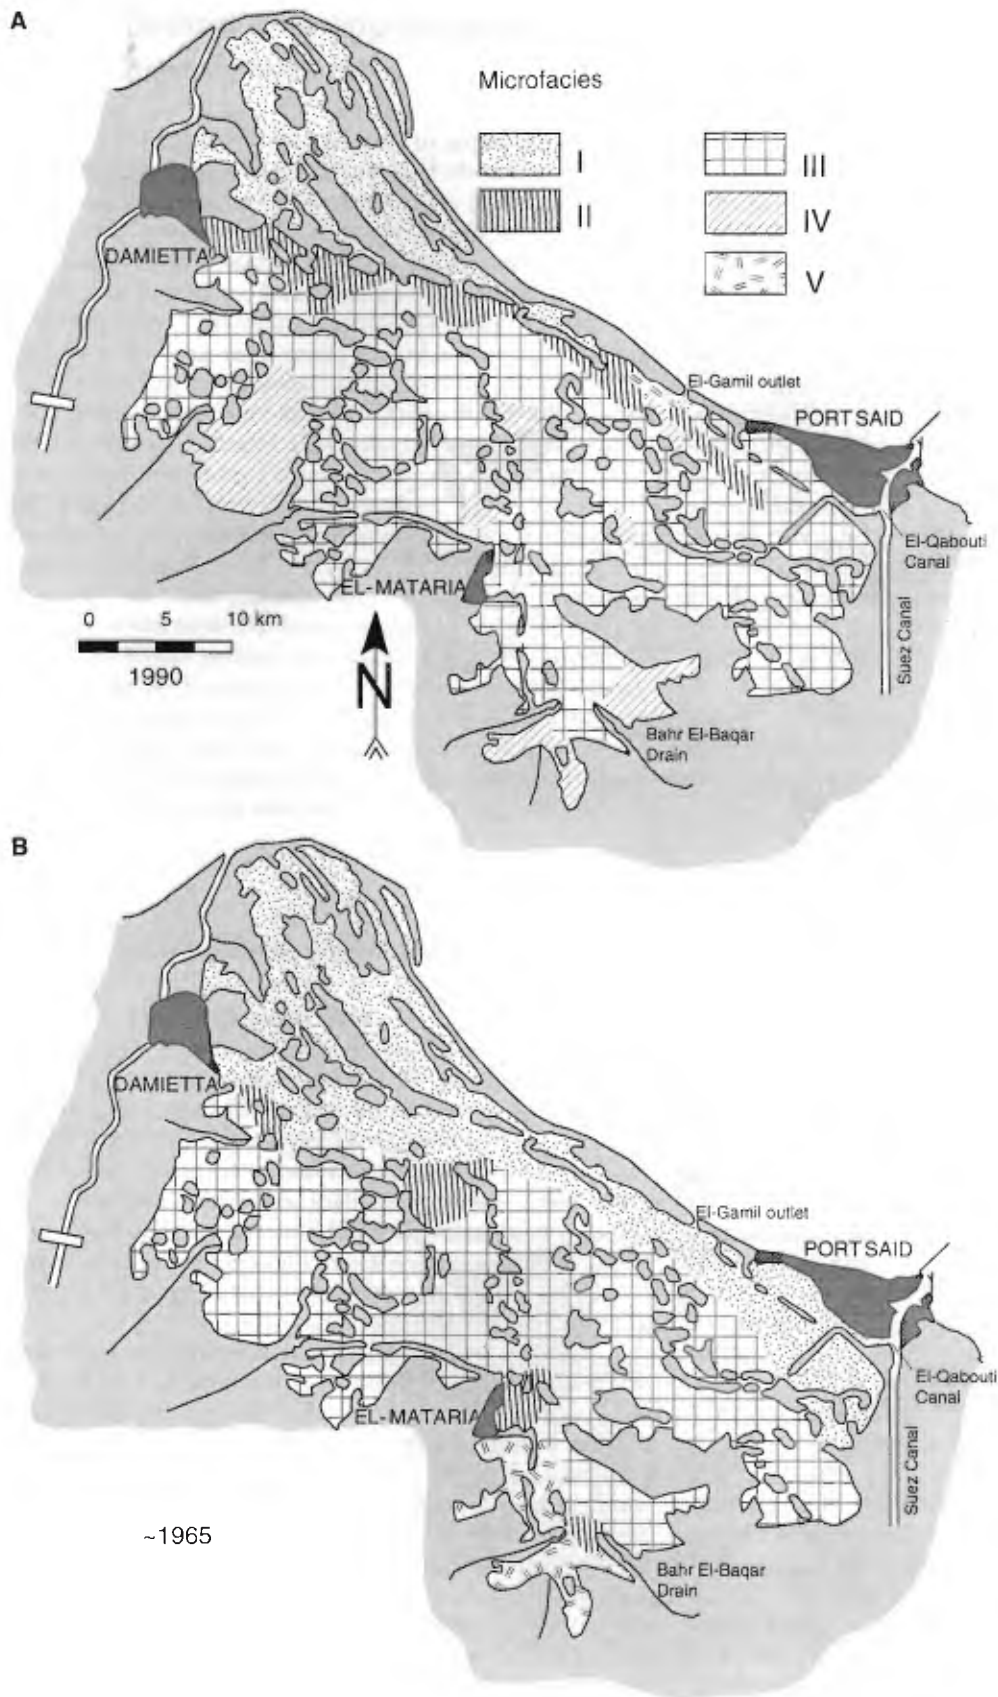 A
Microfacies
I
III
II
IV
V
DAMIETTA
El-Gamil outlet
PORT SAID
El-Qabouti
Canal
EL-MATARIA
0 5 10 km
1990
N
Suez Canal
Bahr El-Baqar
Drain
B
DAMIETTA
El-Gamil outlet
PORT SAID
El-Qabouti
Canal
EL-MATARIA
Suez Canal
~1965
Bahr El-Baqar
Drain